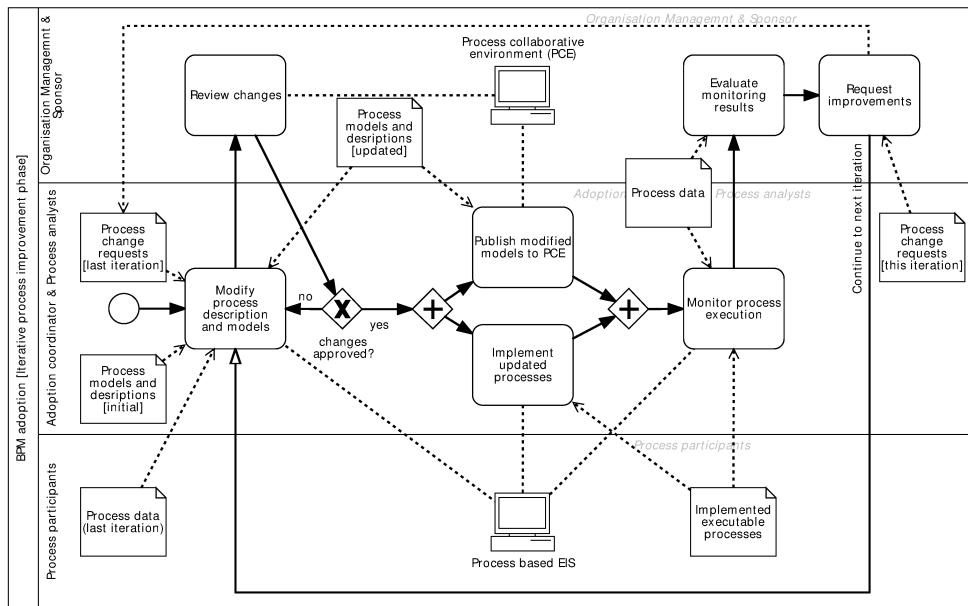 BPM adoption [Iterative process improvement phase]
Organisation Managemnt &
Sponsor
Organisation Managemnt & Sponsor
Process collaborative
environment (PCE)
Review changes
Evaluate
monitoring
results
Request
improvements
Process
models and
desriptions
[updated]
Continue to next iteration
Adoption coordinator & Process analysts
Adoption
Process analysts
Process data
Process
change
requests
[last iteration]
Publish modified
models to PCE
Process
change
requests
[this iteration]
Modify
process
description
and models
no
X
yes
changes
approved?
Monitor process
execution
Implement
updated
processes
Process
models and
desriptions
[initial]
Process participants
Process participants
Process data
(last iteration)
Implemented
executable
processes
Process based EIS